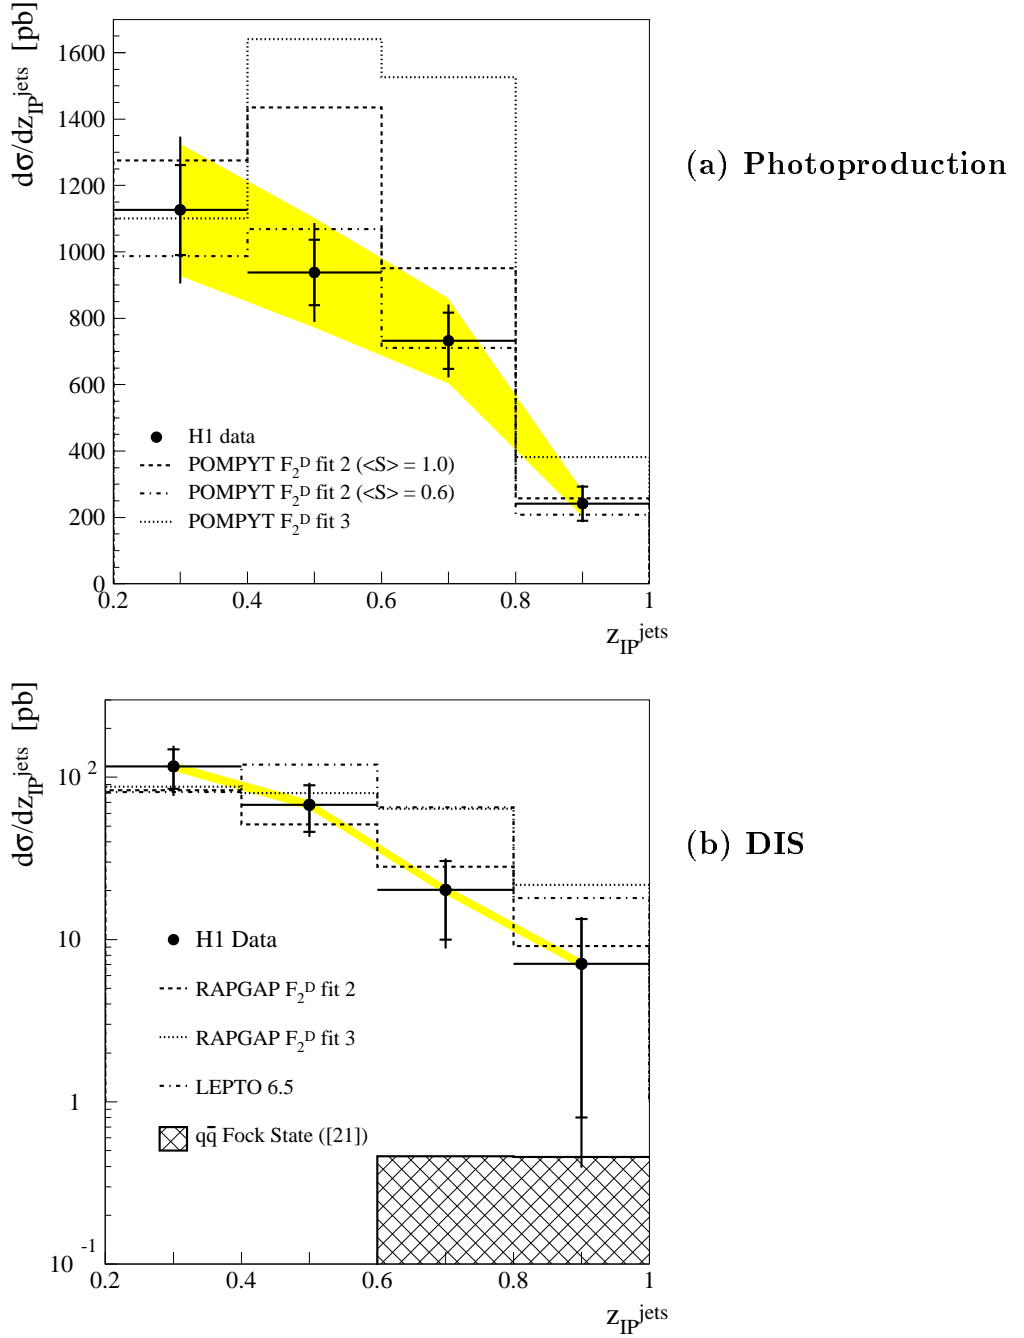 dσ/dz_IP^jets [pb]
1600
1400
1200
1000
800
600
400
200
0
0.2 0.4 0.6 0.8 1
z_IP^jets
(a) Photoproduction
H1 data
POMPYT F_2^D fit 2 (<S> = 1.0)
POMPYT F_2^D fit 2 (<S> = 0.6)
POMPYT F_2^D fit 3
dσ/dz_IP^jets [pb]
10^2
10
1
10^-1
0.2 0.4 0.6 0.8 1
z_IP^jets
(b) DIS
H1 Data
RAPGAP F_2^D fit 2
RAPGAP F_2^D fit 3
LEPTO 6.5
qq̄ Fock State ([21])